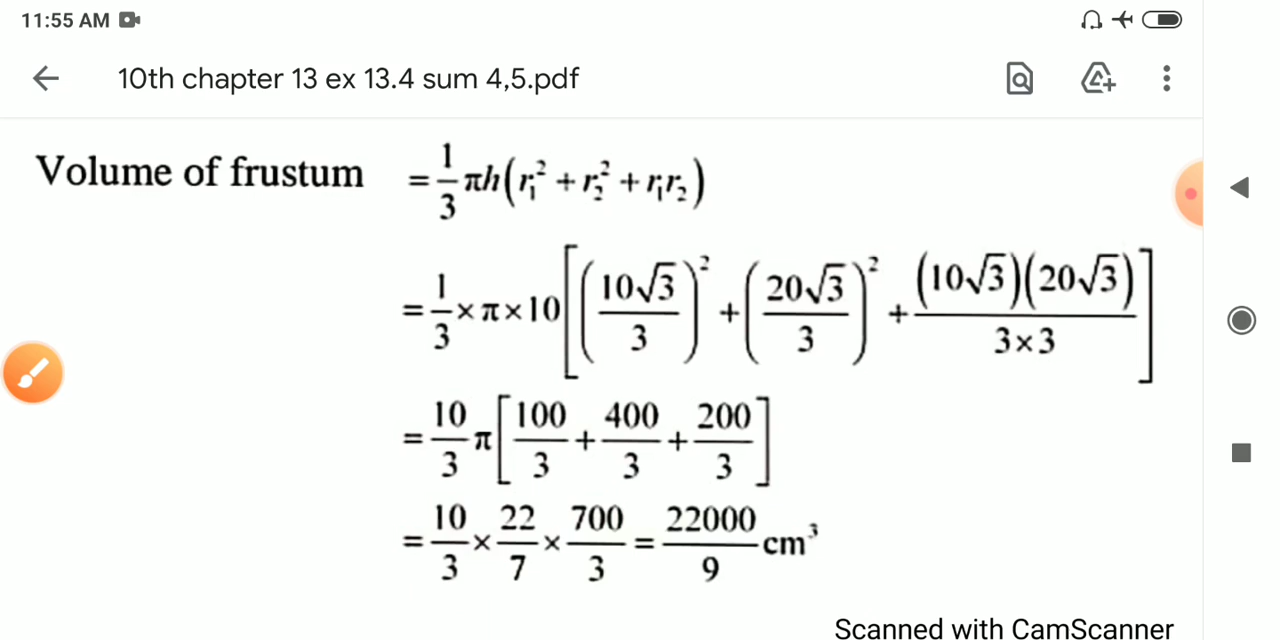 11:55 AM
10th chapter 13 ex 13.4 sum 4,5.pdf
Volume of frustum = 1/3 πh(r₁² + r₂² + r₁r₂)
= 1/3 × π × 10 [(10√3/3)² + (20√3/3)² + (10√3)(20√3)/3×3]
= 10/3 π [100/3 + 400/3 + 200/3]
= 10/3 × 22/7 × 700/3 = 22000/9 cm³
Scanned with CamScanner